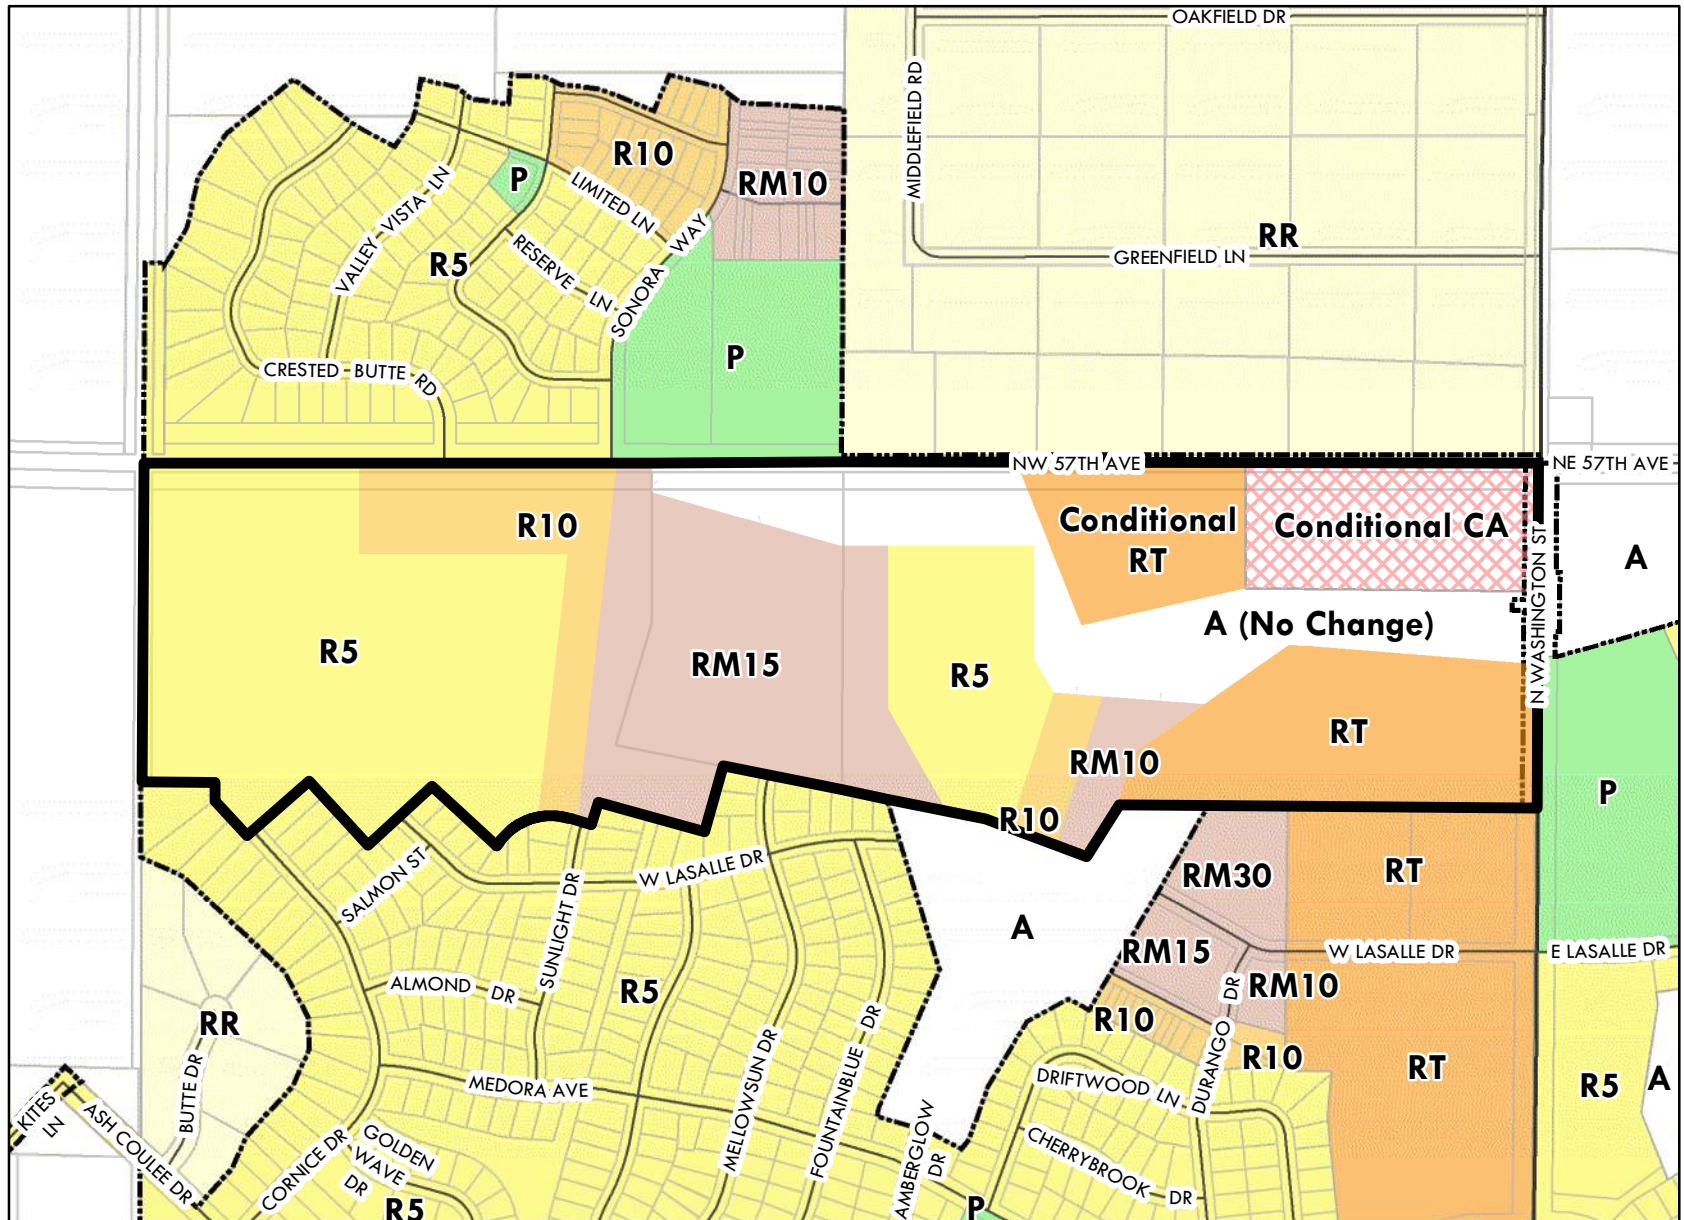 OAKFIELD DR
MIDDLEFIELD RD
R10
P
RM10
LIMITED LN
VALLEY VISTA LN
RR
R5
RESERVE LN
SONORA WAY
GREENFIELD LN
P
CRESTED BUTTE RD
NW 57TH AVE
NE 57TH AVE
R10
Conditional
RT
Conditional CA
A
N WASHINGTON ST
A (No Change)
R5
RM15
R5
RT
RM10
P
R10
W LASALLE DR
SALMON ST
RM30
RT
SUNLIGHT DR
A
RM15
W LASALLE DR
E LASALLE DR
ALMOND DR
R5
RM10
DURANGO DR
RR
R10
R10
RT
BUTTE DR
MEDORA AVE
MELLOWSUN DR
FOUNTAINBLUE DR
DRIFTWOOD LN
R5
A
KITES
LN
ASH COULEE DR
CORNICE DR
GOLDEN
WAVE
DR
AMBERGLOW
DR
CHERRYBROOK DR
R5
P